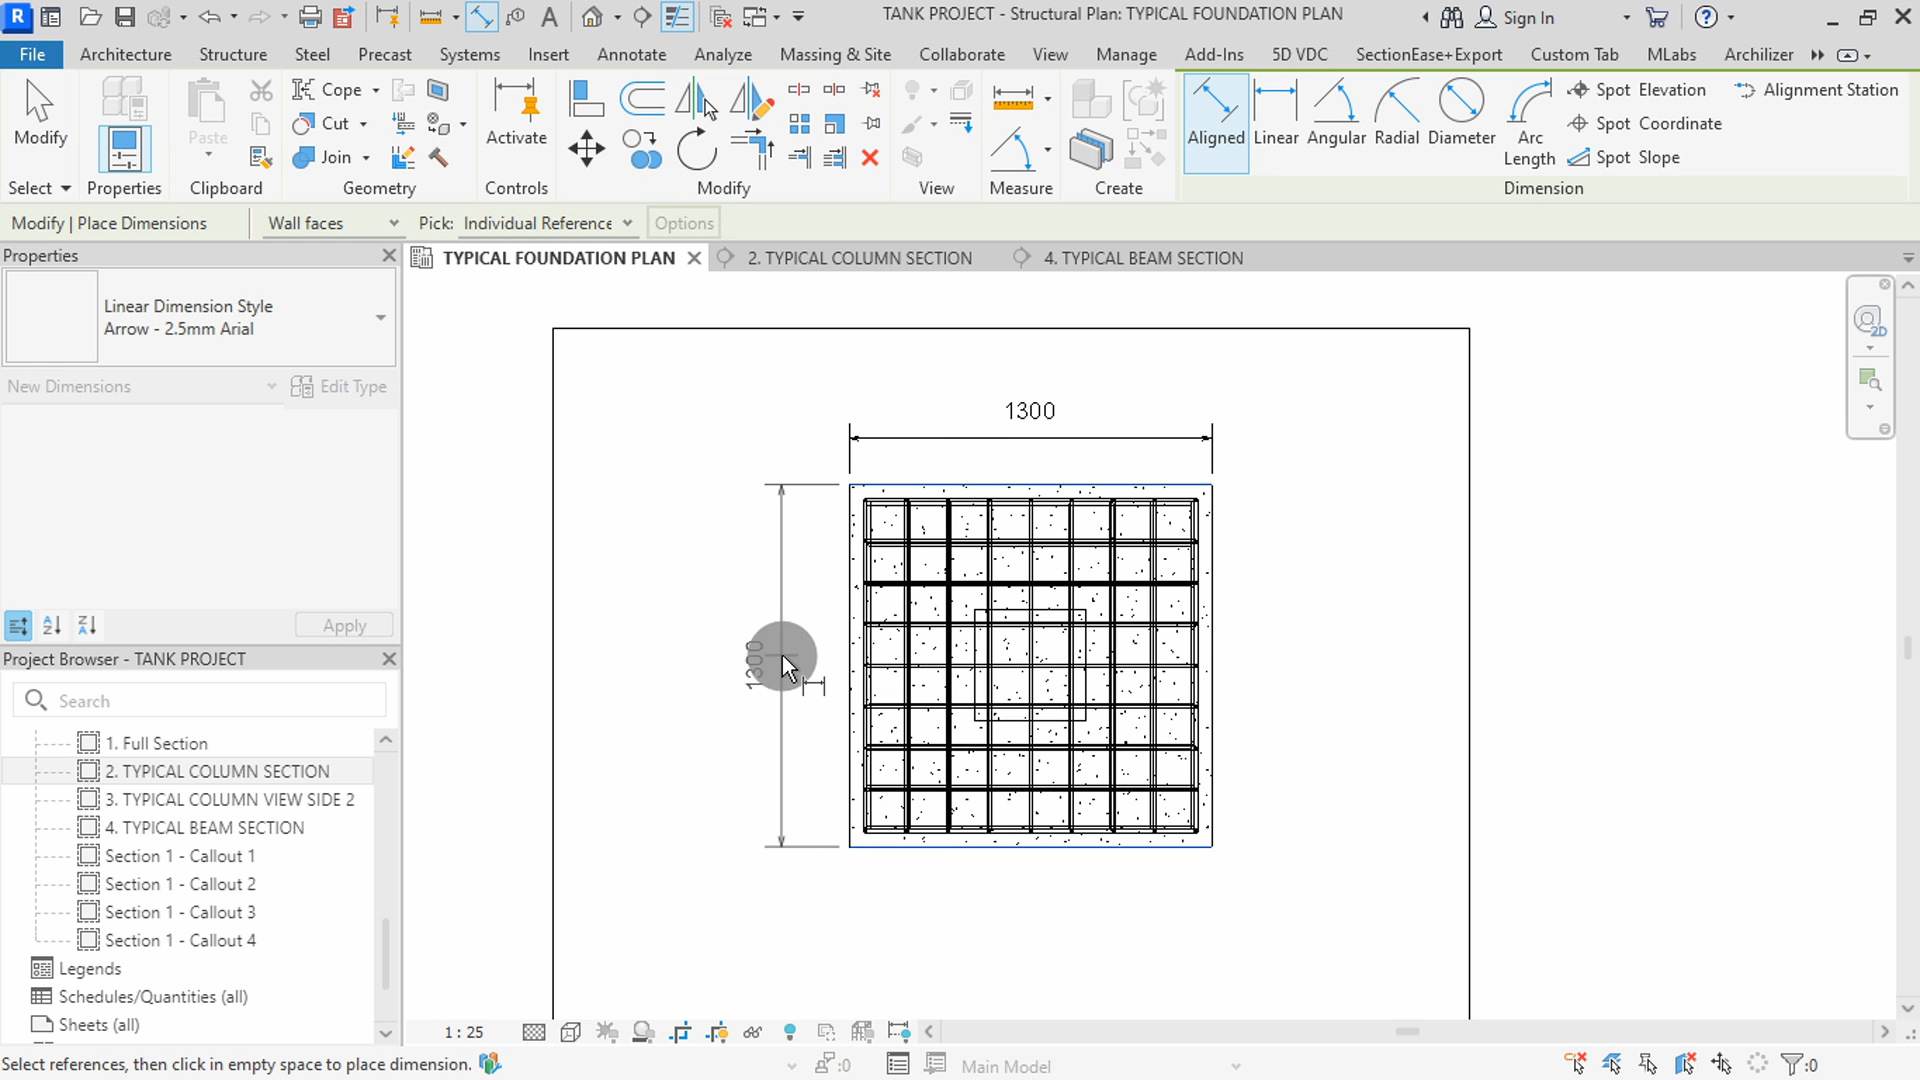 TANK PROJECT - Structural Plan: TYPICAL FOUNDATION PLAN
Sign In
File Architecture Structure Steel Precast Systems Insert Annotate Analyze Massing & Site Collaborate View Manage Add-Ins 5D VDC SectionEase+Export Custom Tab MLabs Archilizer
Modify
Paste
Cope
Cut
Join
Activate
Aligned
Linear
Angular
Radial
Diameter
Arc
Length
Spot Elevation
Spot Coordinate
Spot Slope
Alignment Station
Select
Properties
Clipboard
Geometry
Controls
Modify
View
Measure
Create
Dimension
Modify | Place Dimensions
Wall faces
Pick:
Individual Reference
Options
Properties
Linear Dimension Style
Arrow - 2.5mm Arial
New Dimensions
Edit Type
Apply
Project Browser - TANK PROJECT
Search
1. Full Section
2. TYPICAL COLUMN SECTION
3. TYPICAL COLUMN VIEW SIDE 2
4. TYPICAL BEAM SECTION
Section 1 - Callout 1
Section 1 - Callout 2
Section 1 - Callout 3
Section 1 - Callout 4
Legends
Schedules/Quantities (all)
Sheets (all)
TYPICAL FOUNDATION PLAN
2. TYPICAL COLUMN SECTION
4. TYPICAL BEAM SECTION
2D
1300
1300
1 : 25
Select references, then click in empty space to place dimension.
:0
Main Model
:0